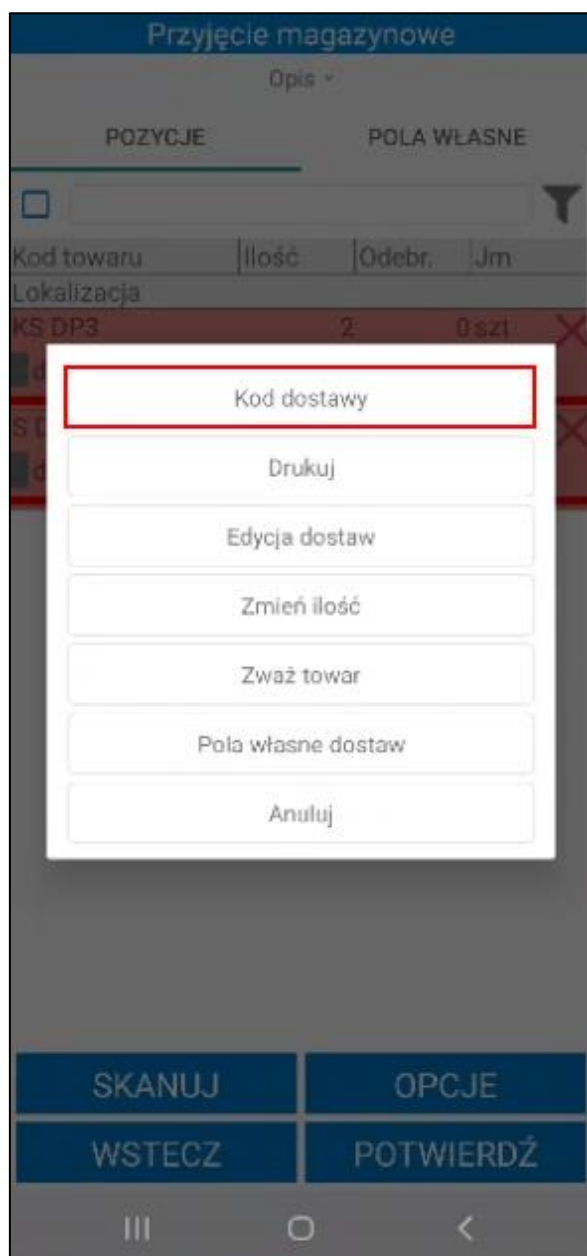 Przyjęcie magazynowe
Opis
POZYCJE POLA WŁASNE
Kod towaru Ilość Odebr. Jm
Lokalizacja
KS DP3 2 0 szt
Kod dostawy
Drukuj
Edycja dostaw
Zmień ilość
Zważ towar
Pola własne dostaw
Anuluj
SKANUJ OPCJE
WSTECZ POTWIERDŹ